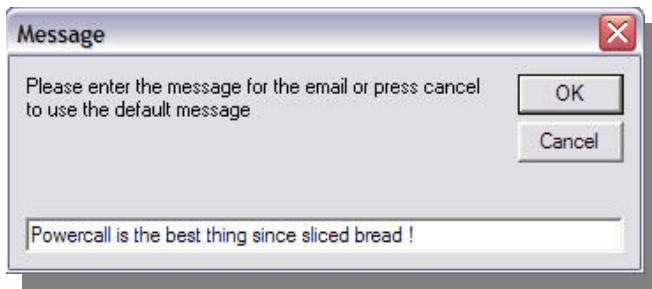 Message
Please enter the message for the email or press cancel
to use the default message
OK
Cancel
Powercall is the best thing since sliced bread !